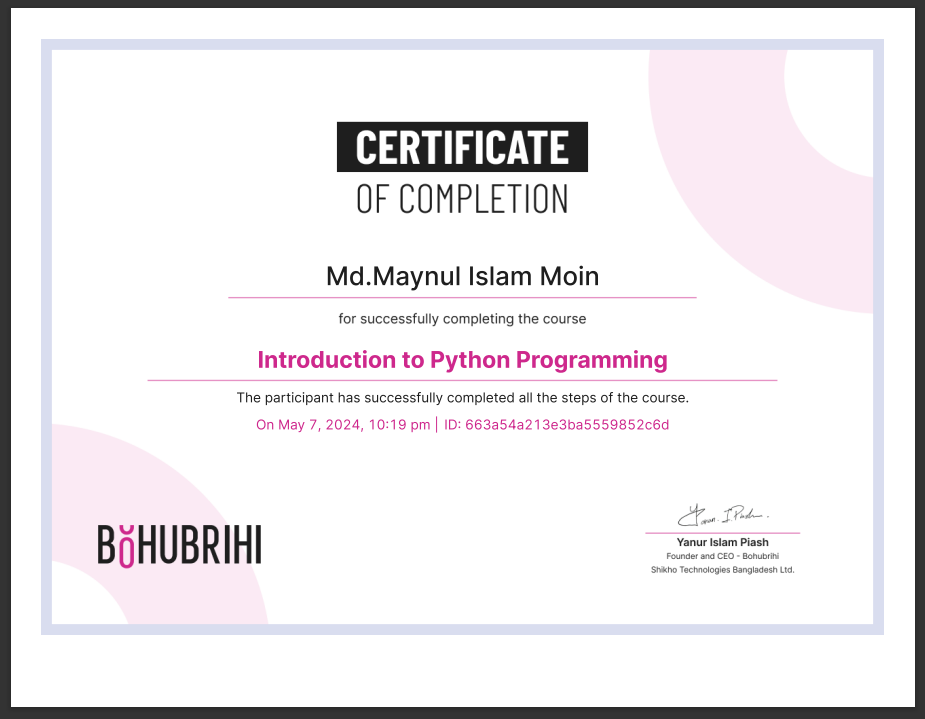 CERTIFICATE
OF COMPLETION
Md.Maynul Islam Moin
for successfully completing the course
Introduction to Python Programming
The participant has successfully completed all the steps of the course.
On May 7, 2024, 10:19 pm | ID: 663a54a213e3ba5559852c6d
BOHUBRIHI
Yanur I. Piash.
Yanur Islam Piash
Founder and CEO - Bohubrihi
Shikho Technologies Bangladesh Ltd.